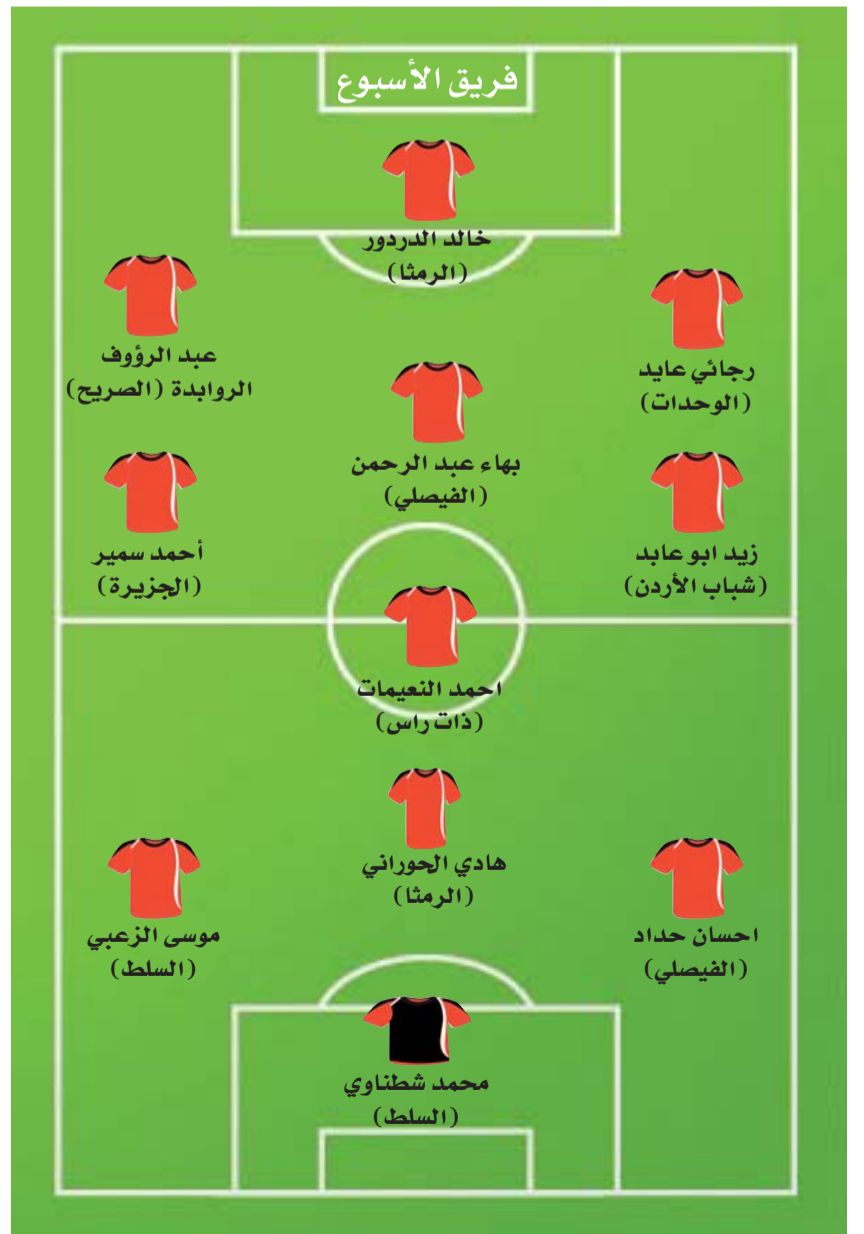 فريق الأسبوع
خالد الدردور
(الرمثا)
رجائي عايد
(الوحدات)
عبد الرؤوف
الروابدة (الصريح)
بهاء عبد الرحمن
(الفيصلي)
زيد ابو عابد
(شباب الأردن)
أحمد سمير
(الجزيرة)
احمد النعيمات
(ذات راس)
هادي الحوراني
(الرمثا)
احسان حداد
(الفيصلي)
موسى الزعبي
(السلط)
محمد شطناوي
(السلط)